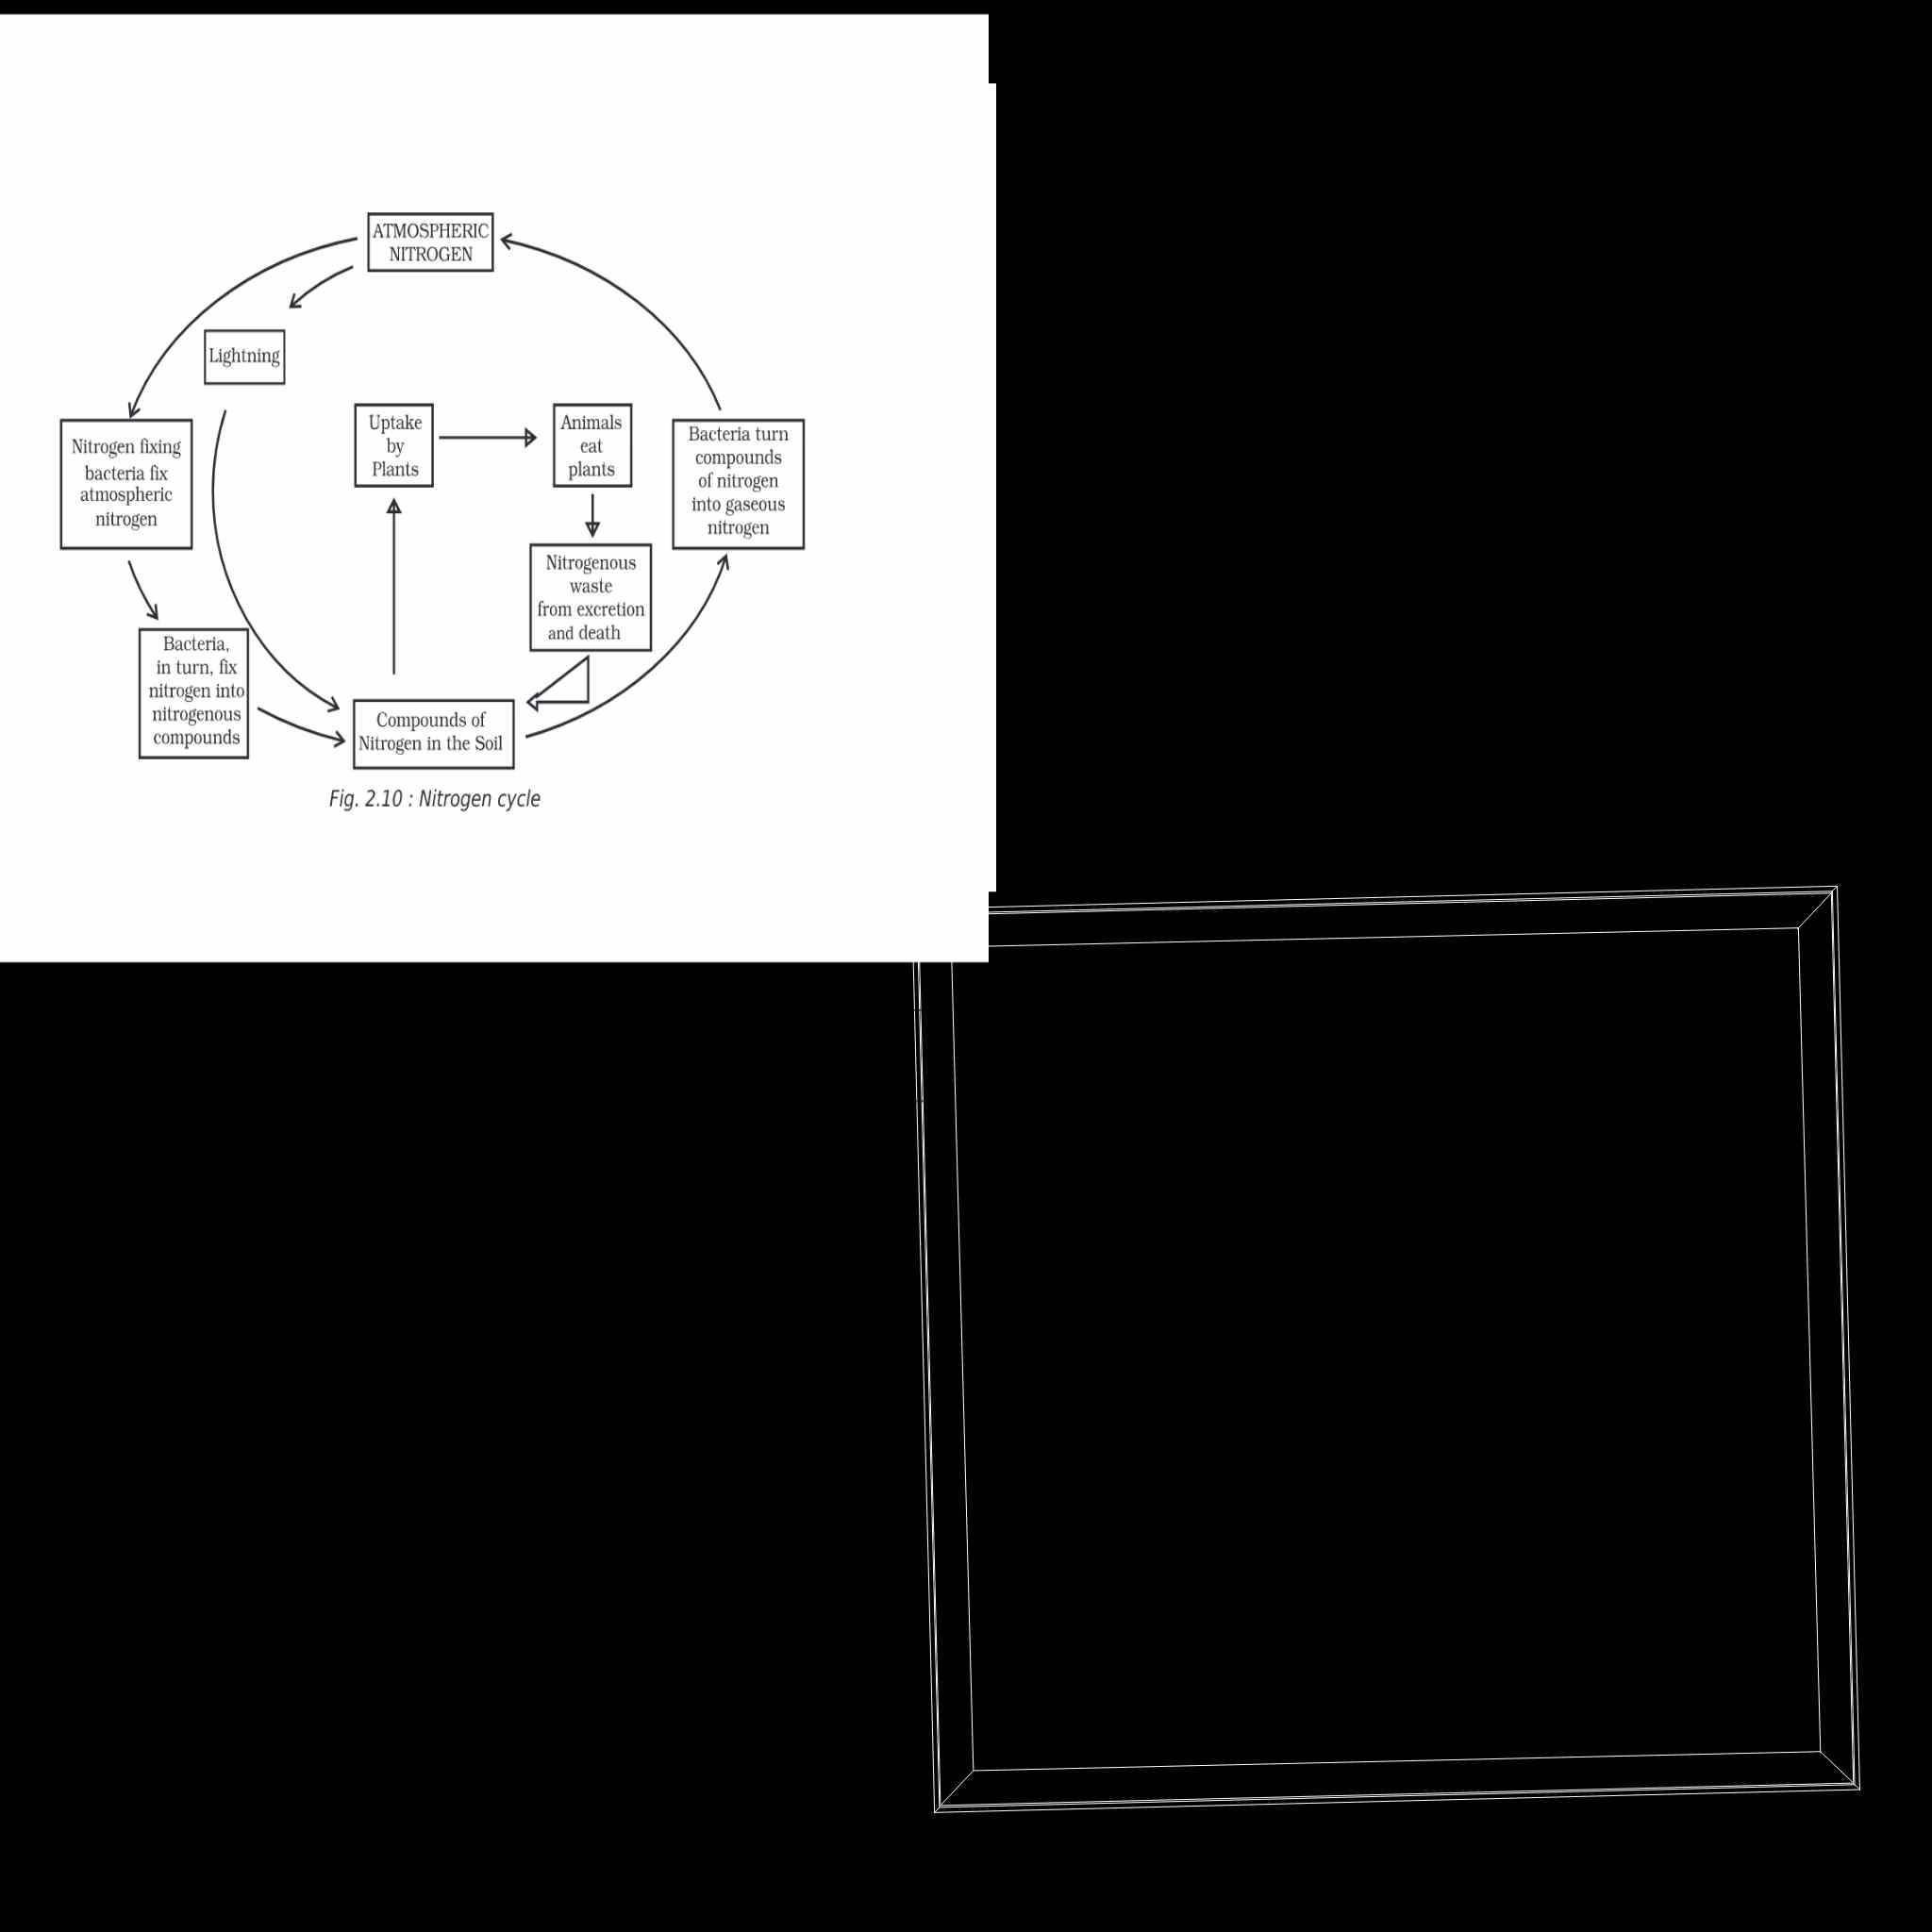 ATMOSPHERIC
NITROGEN
Lightning
Nitrogen fixing
bacteria fix
atmospheric
nitrogen
Uptake
by
Plants
Animals
eat
plants
Bacteria turn
compounds
of nitrogen
into gaseous
nitrogen
Nitrogenous
waste
from excretion
and death
Bacteria,
in turn, fix
nitrogen into
nitrogenous
compounds
Compounds of
Nitrogen in the Soil
Fig. 2.10 : Nitrogen cycle